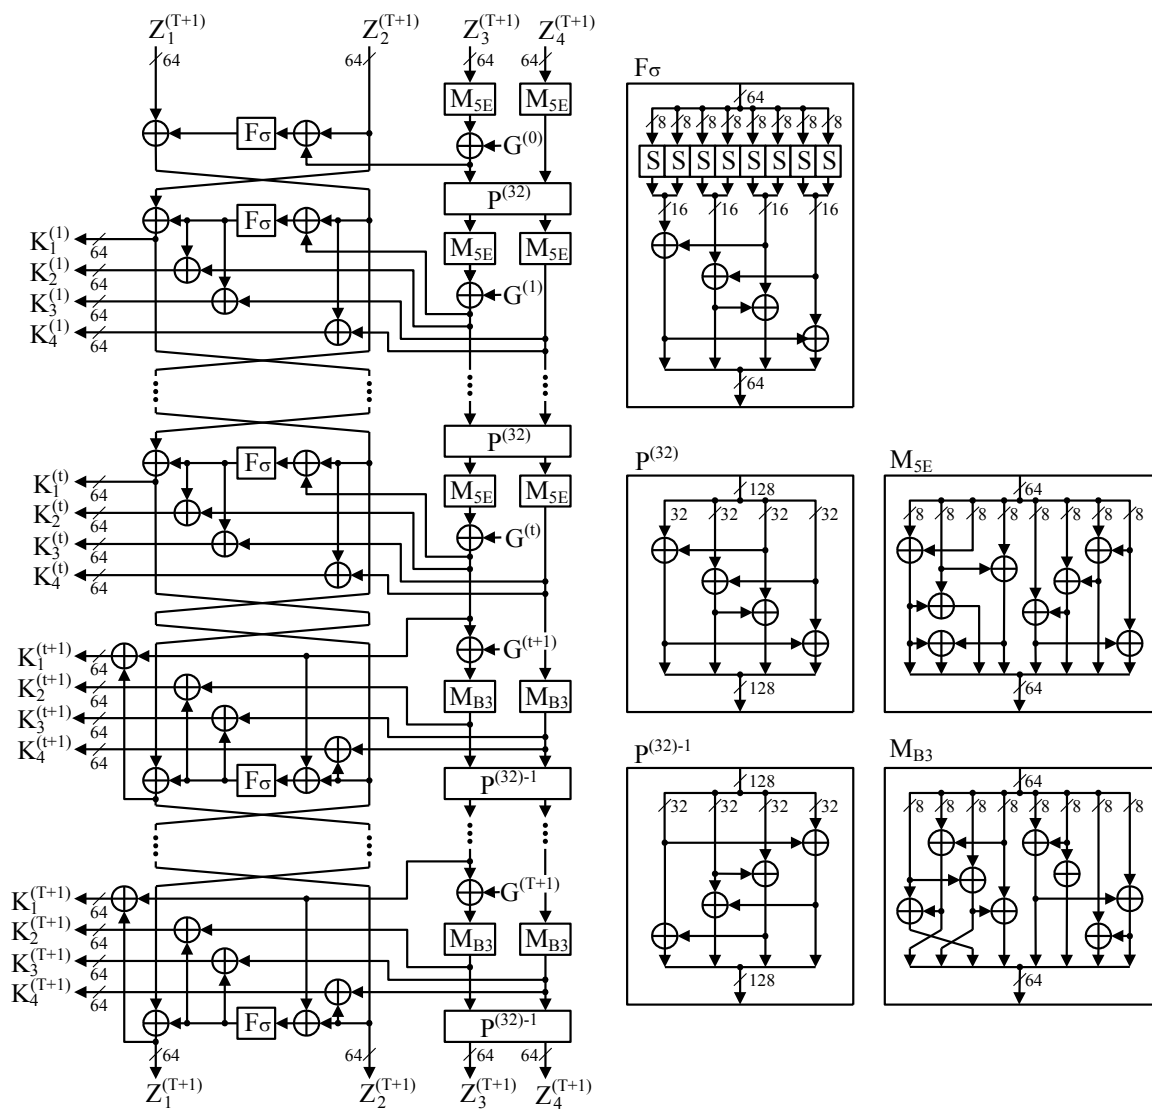 Z₁⁽ᵀ⁺¹⁾ Z₂⁽ᵀ⁺¹⁾ Z₃⁽ᵀ⁺¹⁾ Z₄⁽ᵀ⁺¹⁾
64 64 64 64
M₅E M₅E
Fσ G⁽⁰⁾
P⁽³²⁾
Fσ
K₁⁽¹⁾ 64 M₅E M₅E
K₂⁽¹⁾ 64
K₃⁽¹⁾ 64 G⁽¹⁾
K₄⁽¹⁾ 64
P⁽³²⁾
Fσ
K₁⁽ᵗ⁾ 64 M₅E M₅E
K₂⁽ᵗ⁾ 64
K₃⁽ᵗ⁾ 64 G⁽ᵗ⁾
K₄⁽ᵗ⁾ 64
K₁⁽ᵗ⁺¹⁾ 64 G⁽ᵗ⁺¹⁾
K₂⁽ᵗ⁺¹⁾ 64 M_B3 M_B3
K₃⁽ᵗ⁺¹⁾ 64
K₄⁽ᵗ⁺¹⁾ 64
Fσ P⁽³²⁾⁻¹
K₁⁽ᵀ⁺¹⁾ 64 G⁽ᵀ⁺¹⁾
K₂⁽ᵀ⁺¹⁾ 64 M_B3 M_B3
K₃⁽ᵀ⁺¹⁾ 64
K₄⁽ᵀ⁺¹⁾ 64
Fσ P⁽³²⁾⁻¹
64 64 64 64
Z₁⁽ᵀ⁺¹⁾ Z₂⁽ᵀ⁺¹⁾ Z₃⁽ᵀ⁺¹⁾ Z₄⁽ᵀ⁺¹⁾
Fσ
64
8 8 8 8 8 8 8 8
S S S S S S S S
16 16 16 16
64
P⁽³²⁾
128
32 32 32 32
128
M₅E
64
8 8 8 8 8 8 8 8
64
P⁽³²⁾⁻¹
128
32 32 32 32
128
M_B3
64
8 8 8 8 8 8 8 8
64